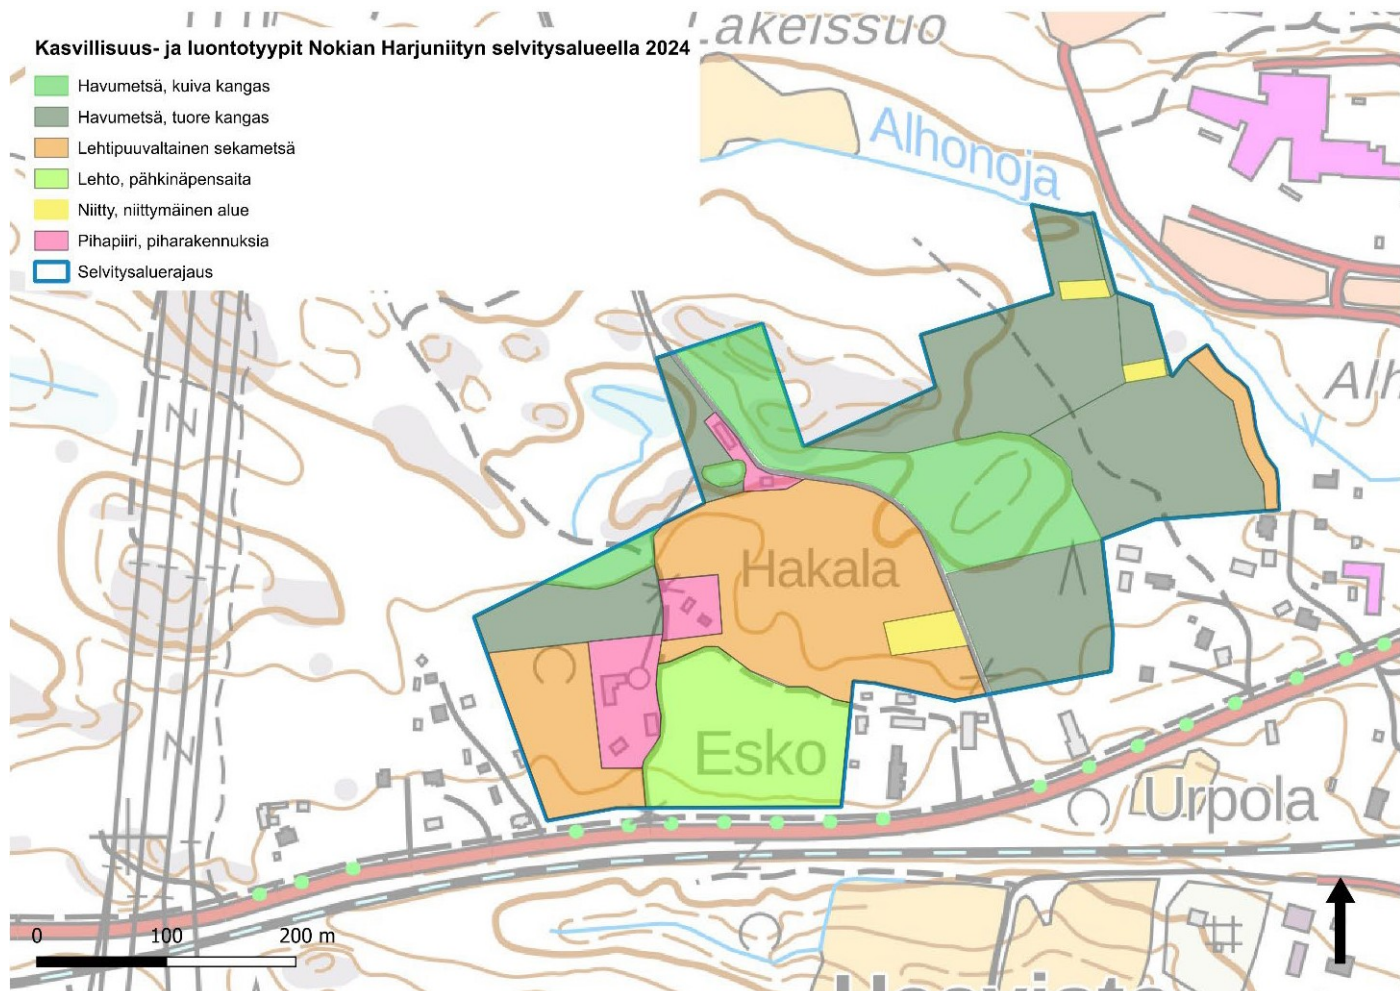 Kasvillisuus- ja luontotyypit Nokian Harjuniityn selvitysalueella 2024
Havumetsä, kuiva kangas
Havumetsä, tuore kangas
Lehtipuuvaltainen sekametsä
Lehto, pähkinäpensaita
Niitty, niittymäinen alue
Pihapiiri, piharakennuksia
Selvitysaluerajaus
akeissuo
Alhonoja
Alh
Hakala
Esko
Urpola
0 100 200 m